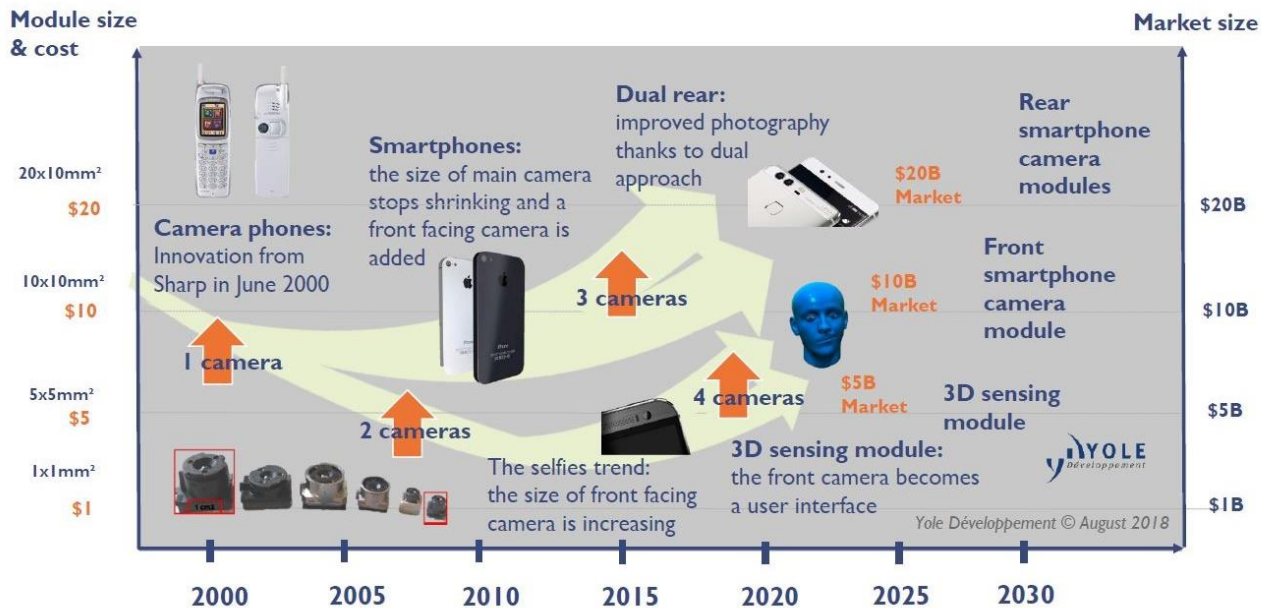 Module size
& cost
Market size
20x10mm²
$20
10x10mm²
$10
5x5mm²
$5
1x1mm²
$1
Camera phones:
Innovation from
Sharp in June 2000
Smartphones:
the size of main camera
stops shrinking and a
front facing camera is
added
Dual rear:
improved photography
thanks to dual
approach
$20B
Market
Rear
smartphone
camera
modules
$20B
1 camera
2 cameras
3 cameras
4 cameras
$10B
Market
Front
smartphone
camera
module
$10B
$5B
Market
3D sensing
module
$5B
The selfies trend:
the size of front facing
camera is increasing
3D sensing module:
the front camera becomes
a user interface
YOLE
Développement
$1B
Yole Développement © August 2018
2000
2005
2010
2015
2020
2025
2030